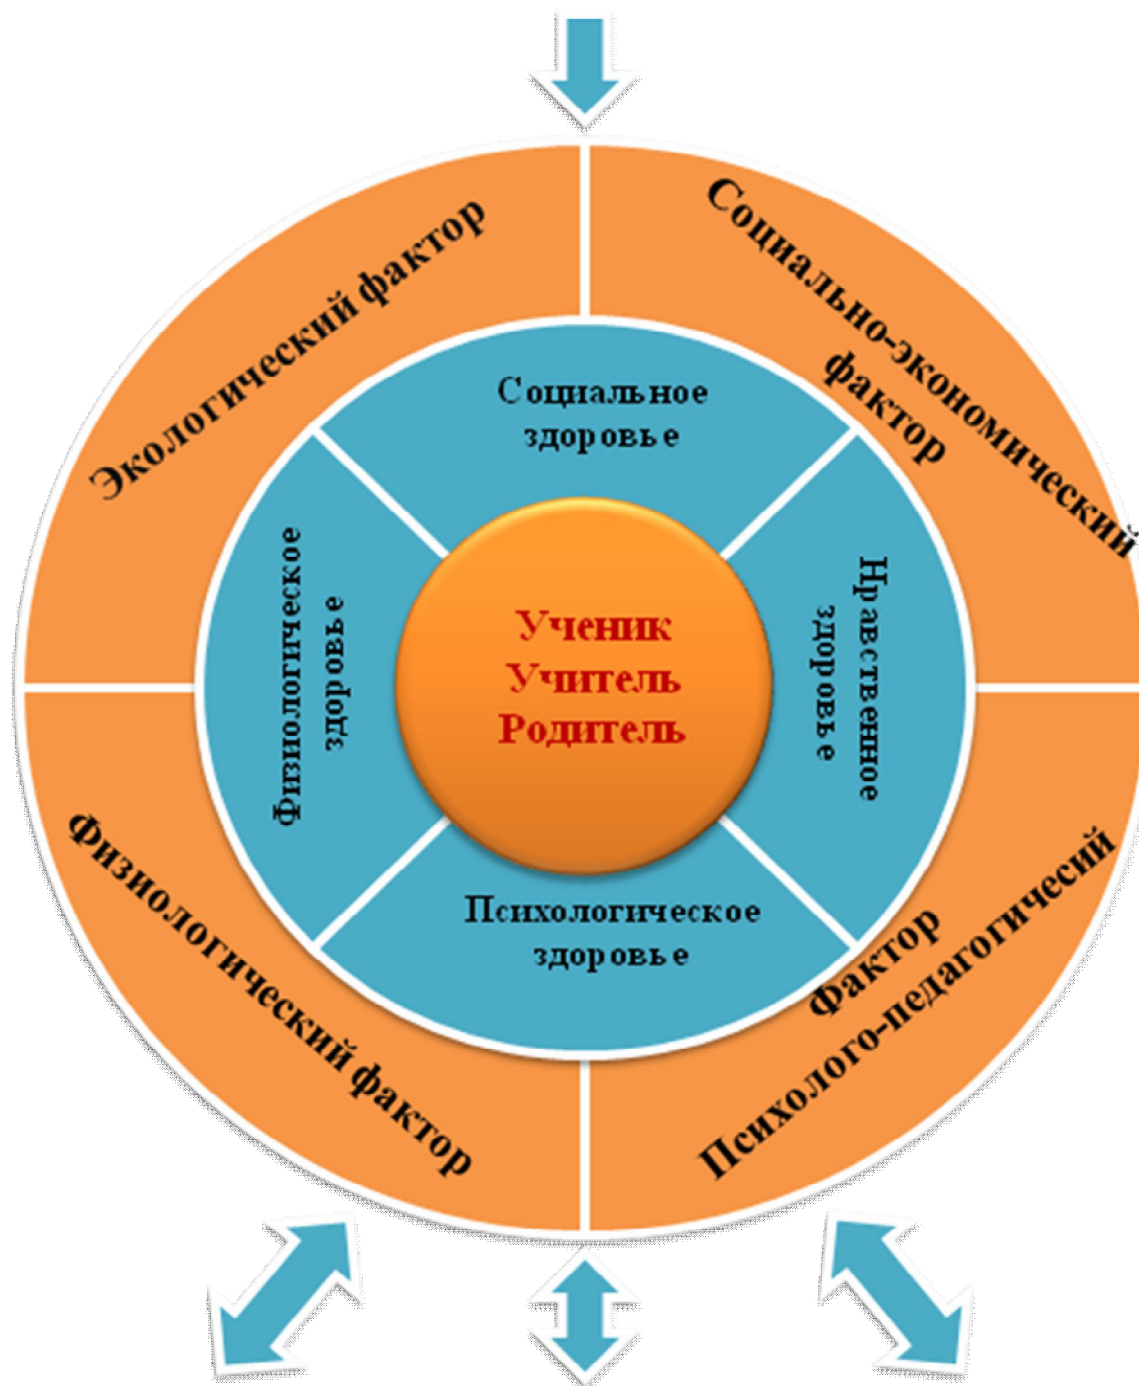 Экологический фактор
Социально-экономический
фактор
Социальное
здоровье
Физиологическое
здоровье
Нравственное
здоровье
Ученик
Учитель
Родитель
Психологическое
здоровье
Физиологический фактор
Фактор
Психолого-педагогичесий